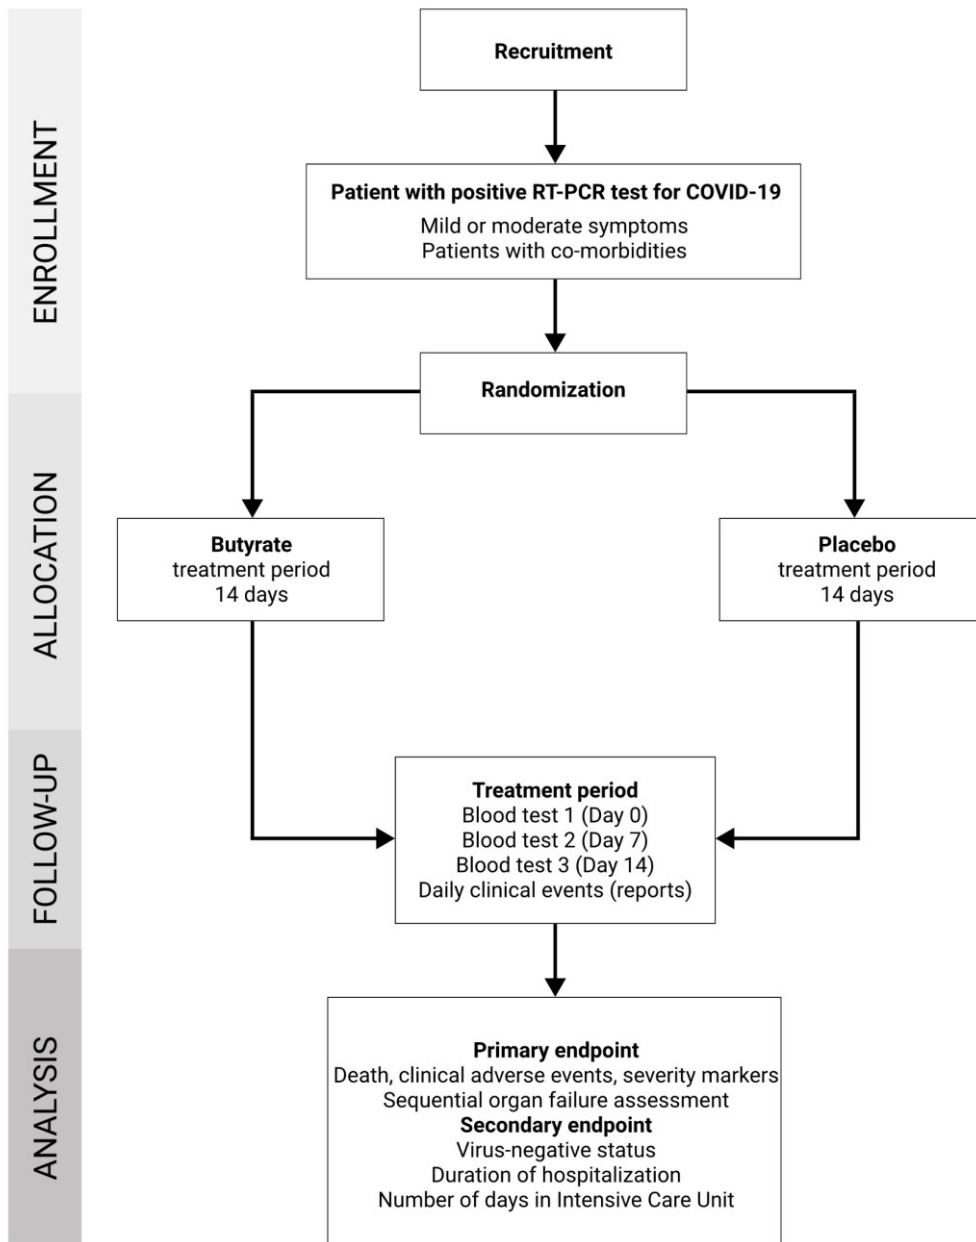 ENROLLMENT
Recruitment
Patient with positive RT-PCR test for COVID-19
Mild or moderate symptoms
Patients with co-morbidities
Randomization
ALLOCATION
Butyrate
treatment period
14 days
Placebo
treatment period
14 days
FOLLOW-UP
Treatment period
Blood test 1 (Day 0)
Blood test 2 (Day 7)
Blood test 3 (Day 14)
Daily clinical events (reports)
ANALYSIS
Primary endpoint
Death, clinical adverse events, severity markers
Sequential organ failure assessment
Secondary endpoint
Virus-negative status
Duration of hospitalization
Number of days in Intensive Care Unit